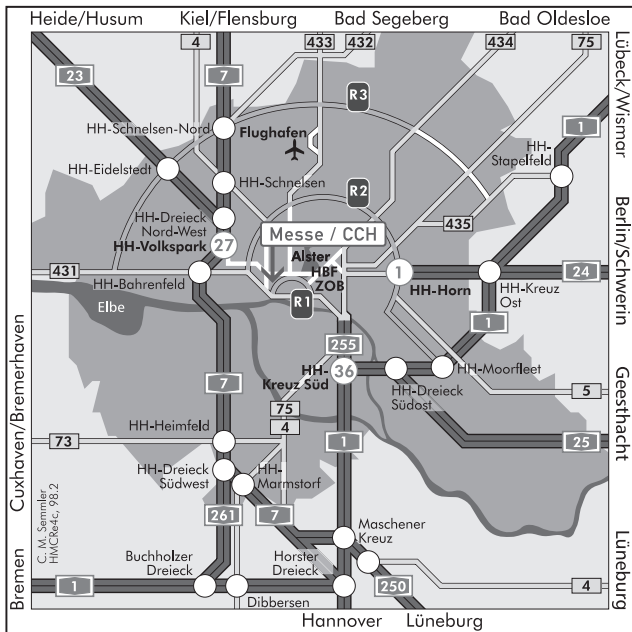 Heide/Husum
Kiel/Flensburg
Bad Segeberg
Bad Oldesloe
4
433
432
434
75
23
7
R3
Lübeck/Wismar
1
HH-Schnelsen-Nord
Flughafen
HH-Eidelstedt
HH-Schnelsen
R2
HH-
Stapelfeld
HH-Dreieck
Nord-West
HH-Volkspark
27
Messe / CCH
435
Alster
HBF
ZOB
1
431
HH-Bahrenfeld
HH-Horn
HH-Kreuz
Ost
24
Berlin/Schwerin
Elbe
R1
1
255
HH-
Kreuz Süd
36
HH-Moorfleet
HH-Dreieck
Südost
5
Geesthacht
7
75
4
73
HH-Heimfeld
1
25
Cuxhaven/Bremerhaven
HH-Dreieck
Südwest
HH-
Marmstorf
261
7
C. M. Semmler
HMCRe4c, 98.2
Maschener
Kreuz
Buchholzer
Dreieck
Horster
Dreieck
Bremen
1
Dibbersen
250
4
Lüneburg
Hannover
Lüneburg